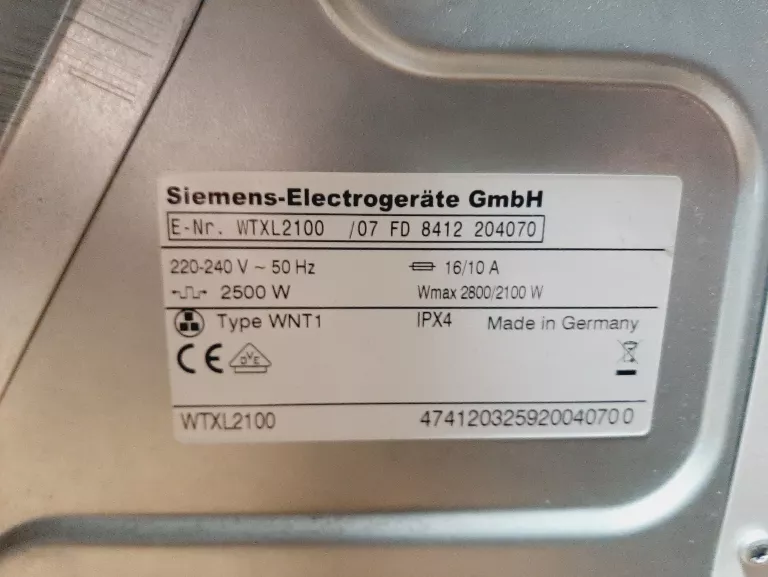 Siemens-Electrogeräte GmbH
E-Nr. WTXL2100 /07 FD 8412 204070
220-240 V ~ 50 Hz 16/10 A
2500 W Wmax 2800/2100 W
Type WNT1 IPX4 Made in Germany
CE DVE
WTXL2100 474120325920040700